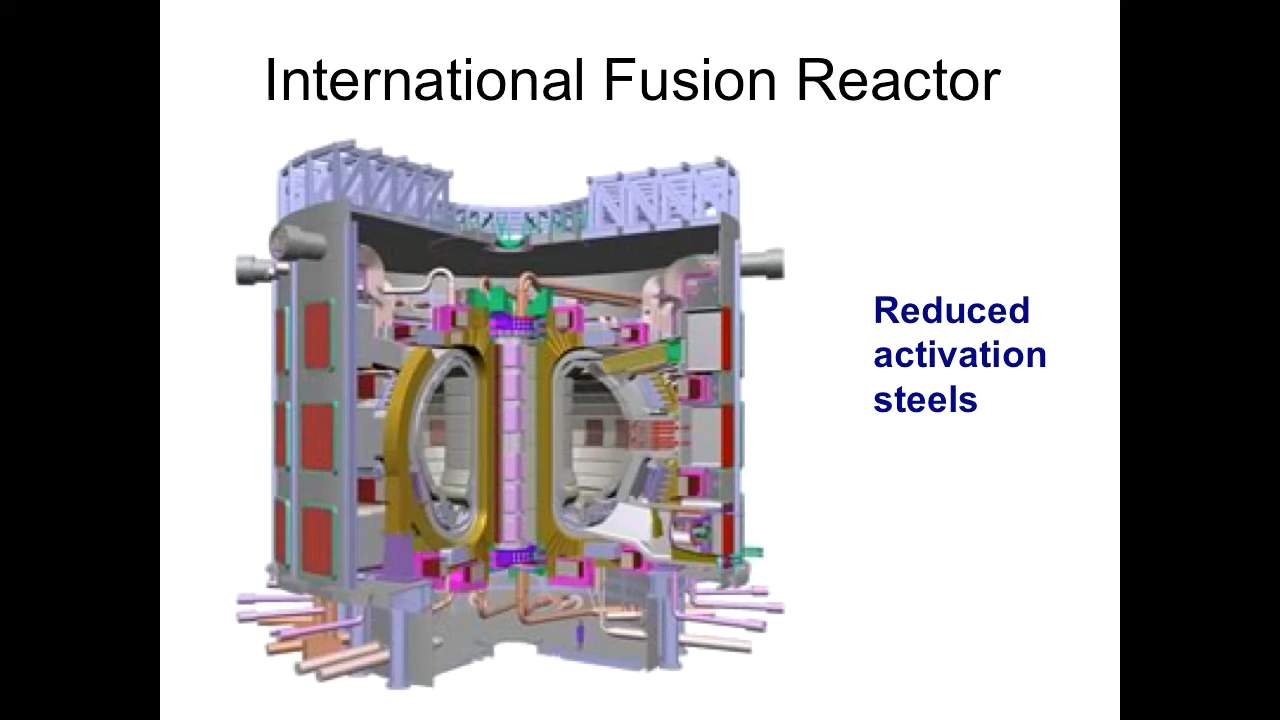 International Fusion Reactor
Reduced
activation
steels